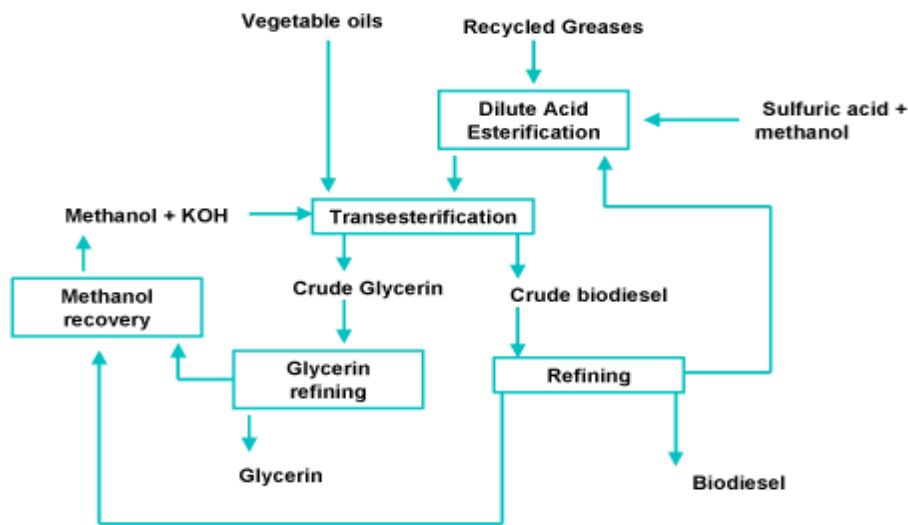 Vegetable oils
Recycled Greases
Dilute Acid
Esterification
Sulfuric acid +
methanol
Methanol + KOH
Transesterification
Methanol
recovery
Crude Glycerin
Crude biodiesel
Glycerin
refining
Refining
Glycerin
Biodiesel